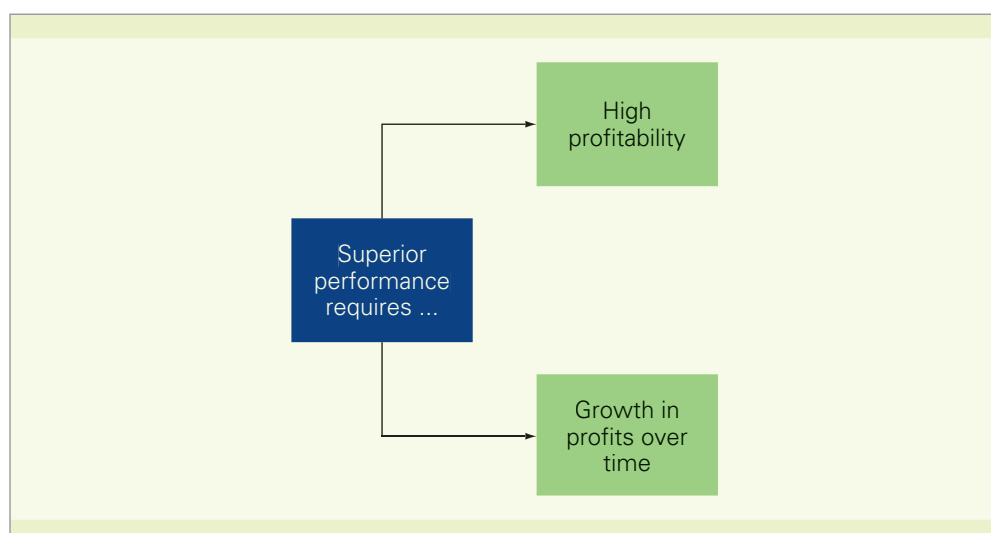 High
profitability
Superior
performance
requires ...
Growth in
profits over
time